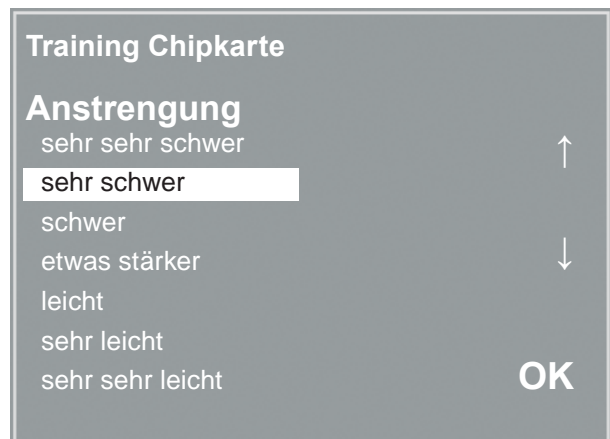 Training Chipkarte
Anstrengung
sehr sehr schwer
↑
sehr schwer
schwer
etwas stärker
↓
leicht
sehr leicht
sehr sehr leicht
OK